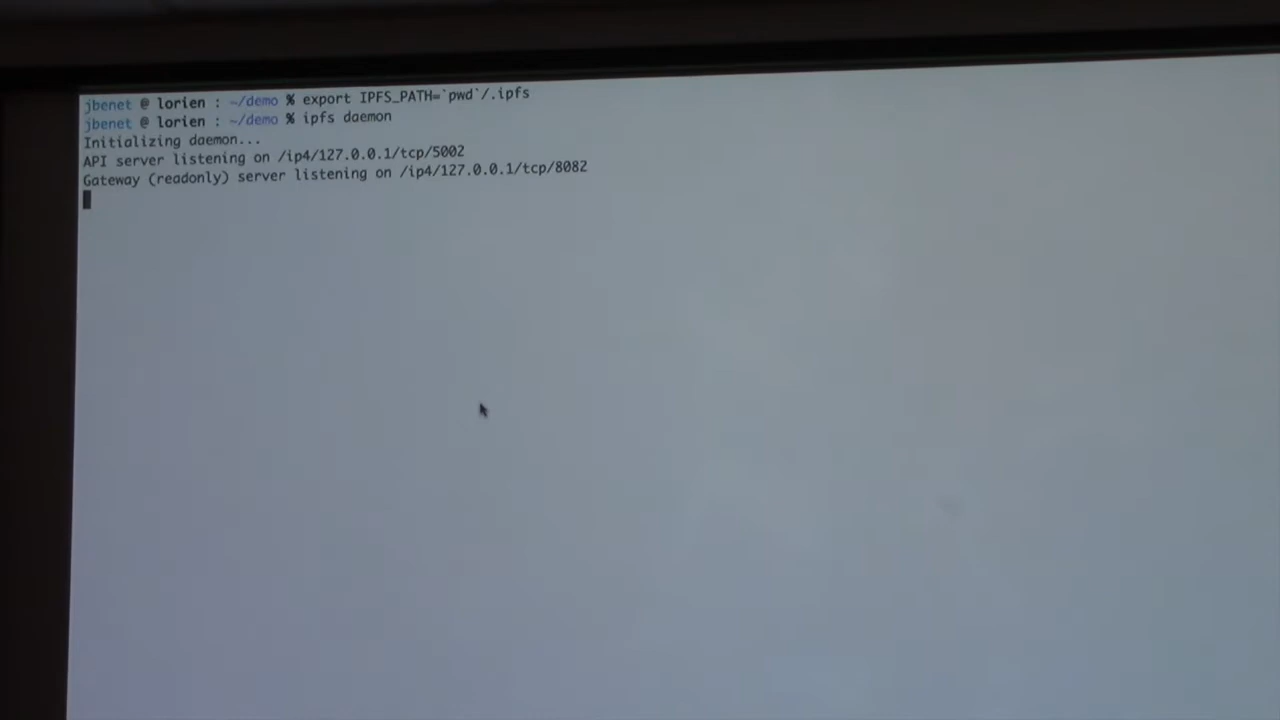 jbenet @ lorien : ~/demo % export IPFS_PATH=`pwd`/.ipfs
jbenet @ lorien : ~/demo % ipfs daemon
Initializing daemon...
API server listening on /ip4/127.0.0.1/tcp/5002
Gateway (readonly) server listening on /ip4/127.0.0.1/tcp/8082